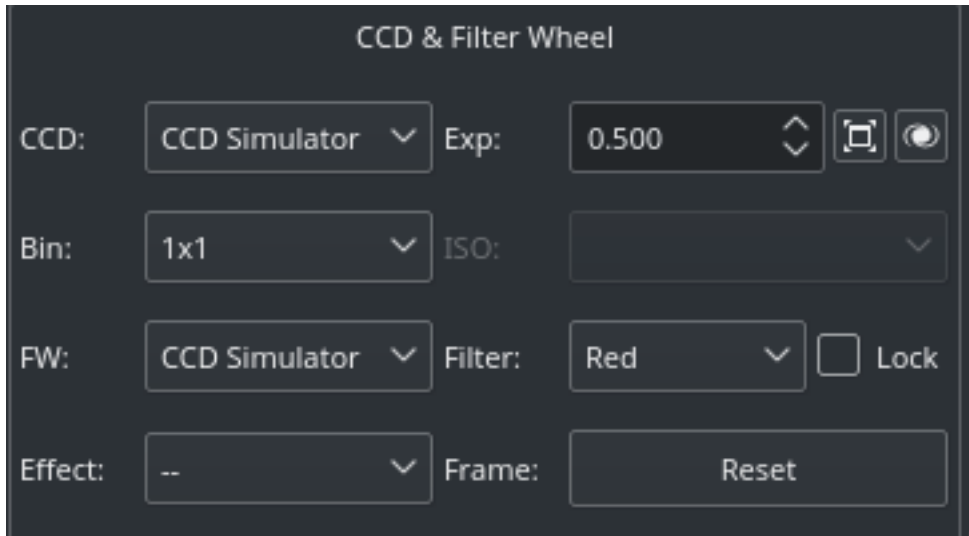 CCD & Filter Wheel
CCD: CCD Simulator Exp: 0.500
Bin: 1x1 ISO:
FW: CCD Simulator Filter: Red Lock
Effect: -- Frame: Reset